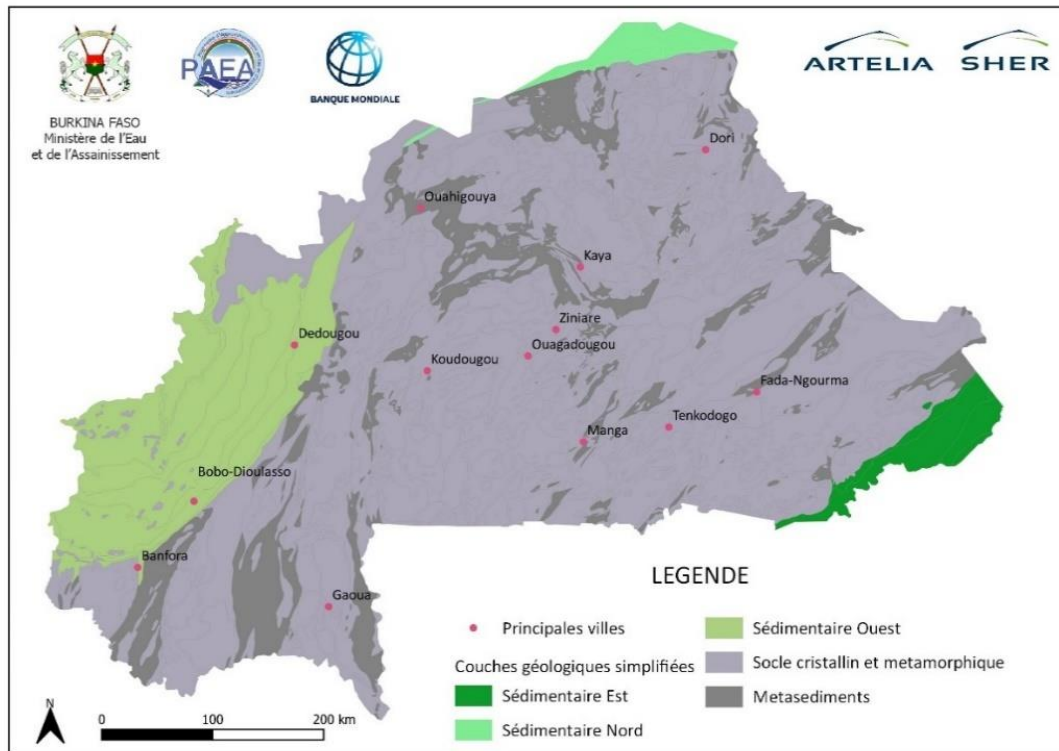 BURKINA FASO
Ministère de l'Eau
et de l'Assainissement
PAEA
BANQUE MONDIALE
ARTELIA
SHER
Dori
Ouahigouya
Kaya
Ziniare
Dedougou
Ouagadougou
Koudougou
Fada-Ngourma
Tenkodogo
Manga
Bobo-Dioulasso
Banfora
Gaoua
LEGENDE
Principales villes
Couches géologiques simplifiées
Sédimentaire Est
Sédimentaire Nord
Sédimentaire Ouest
Socle cristallin et metamorphique
Metasediments
N
0 100 200 km